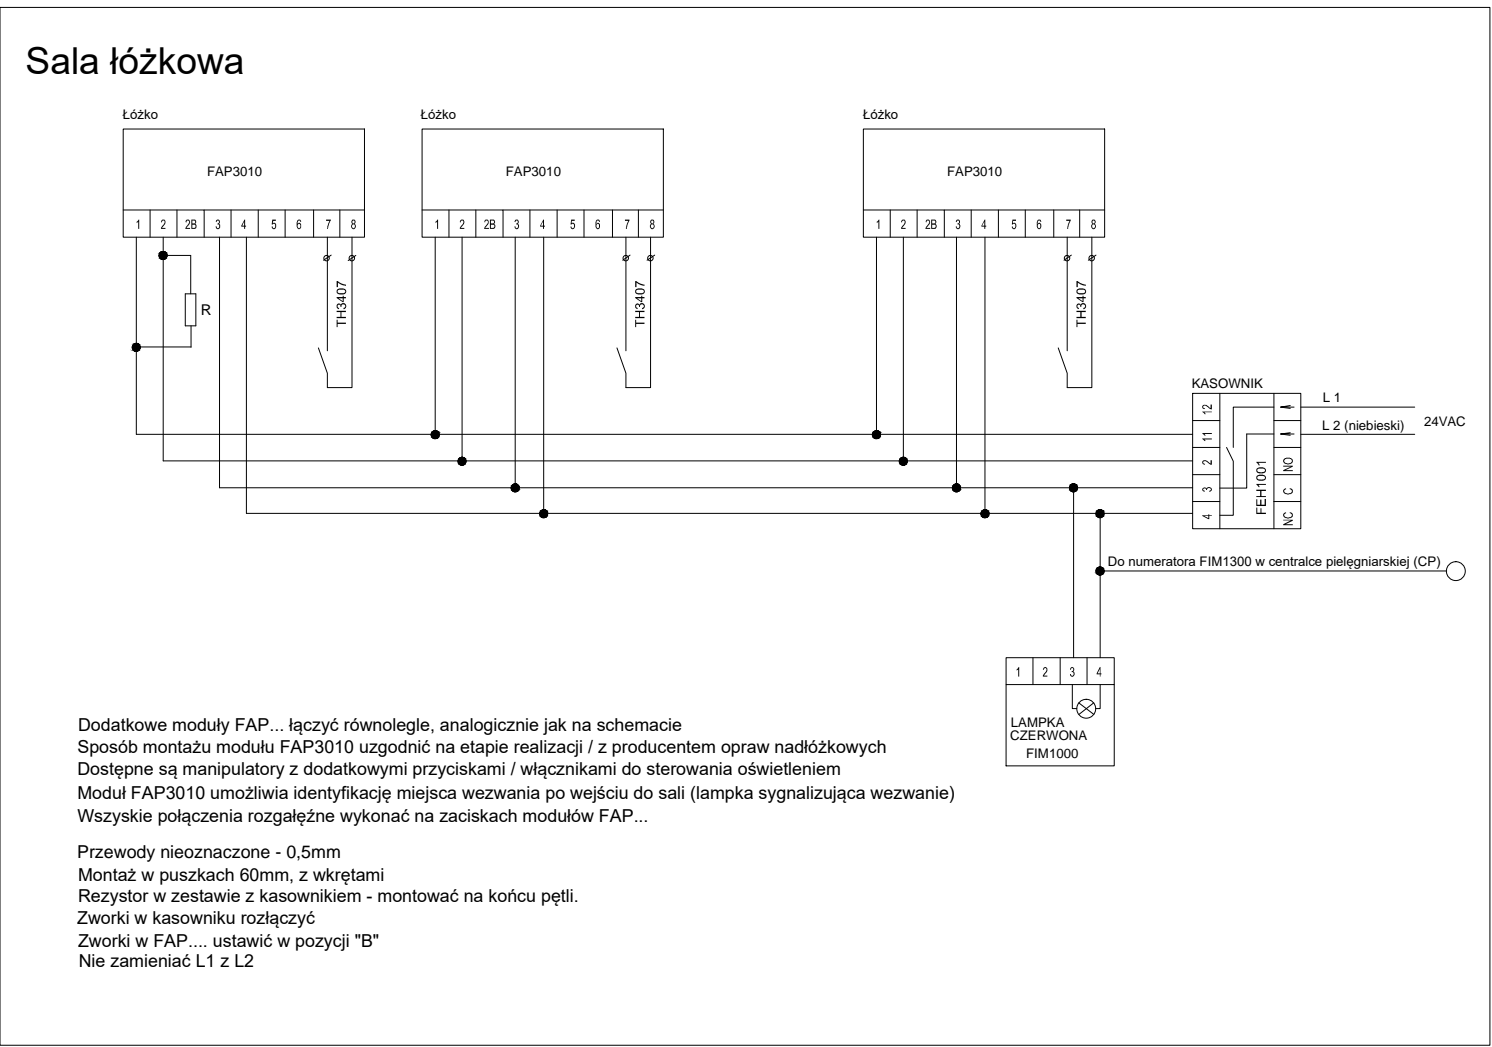 Sala łóżkowa
Łóżko
FAP3010
1 2 2B 3 4 5 6 7 8
TH3407
R
Łóżko
FAP3010
1 2 2B 3 4 5 6 7 8
TH3407
Łóżko
FAP3010
1 2 2B 3 4 5 6 7 8
TH3407
KASOWNIK
12
11
2
3
4
FEH1001
NO
C
NC
L 1
L 2 (niebieski)
24VAC
Do numeratora FIM1300 w centralce pielęgniarskiej (CP)
1 2 3 4
LAMPKA
CZERWONA
FIM1000
Dodatkowe moduły FAP... łączyć równolegle, analogicznie jak na schemacie
Sposób montażu modułu FAP3010 uzgodnić na etapie realizacji / z producentem opraw nadłóżkowych
Dostępne są manipulatory z dodatkowymi przyciskami / włącznikami do sterowania oświetleniem
Moduł FAP3010 umożliwia identyfikację miejsca wezwania po wejściu do sali (lampka sygnalizująca wezwanie)
Wszyskie połączenia rozgałęźne wykonać na zaciskach modułów FAP...
Przewody nieoznaczone - 0,5mm
Montaż w puszkach 60mm, z wkrętami
Rezystor w zestawie z kasownikiem - montować na końcu pętli.
Zworki w kasowniku rozłączyć
Zworki w FAP.... ustawić w pozycji "B"
Nie zamieniać L1 z L2